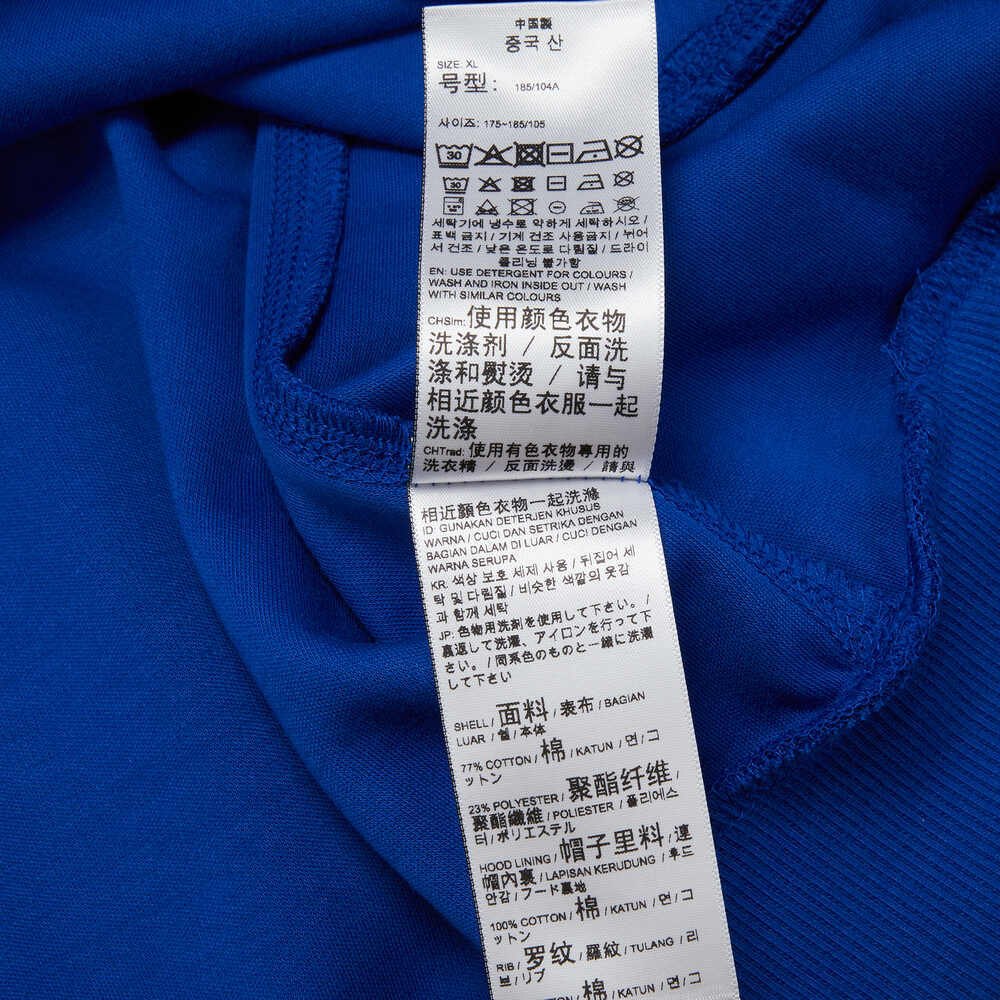 中国製
중국 산
SIZE: XL
号型: 185/104A
사이즈: 175~185/105
30
30
세탁기에 냉수로 약하게 세탁하시오 /
표백 금지 / 기계 건조 사용금지 / 뉘어
서 건조 / 낮은 온도로 다림질 / 드라이
클리닝 불가함
EN: USE DETERGENT FOR COLOURS /
WASH AND IRON INSIDE OUT / WASH
WITH SIMILAR COLOURS
CHSim: 使用颜色衣物
洗涤剂 / 反面洗
涤和熨烫 / 请与
相近颜色衣服一起
洗涤
CHTrad: 使用有色衣物專用的
洗衣精 / 反面洗燙 / 請與
相近顏色衣物一起洗滌
ID: GUNAKAN DETERJEN KHUSUS
WARNA / CUCI DAN SETRIKA DENGAN
BAGIAN DALAM DI LUAR / CUCI DENGAN
WARNA SERUPA
KR: 색상 보호 세제 사용 / 뒤집어 세
탁 및 다림질 / 비슷한 색깔의 옷감
과 함께 세탁
JP: 色物用洗剤を使用して下さい。 /
裏返して洗濯、アイロンを行って下
さい。 / 同系色のものと一緒に洗濯
して下さい
SHELL / 面料 / 表布 / BAGIAN
LUAR / 쉘 / 本体
77% COTTON / 棉 / KATUN / 면 / コ
ットン
23% POLYESTER / 聚酯纤维 /
聚酯纖維 / POLIESTER / 폴리에스
터 / ポリエステル
HOOD LINING / 帽子里料 / 連
帽內裏 / LAPISAN KERUDUNG / 후드
안감 / フード裏地
100% COTTON / 棉 / KATUN / 면 / コ
ットン
RIB / 罗纹 / 羅紋 / TULANG / 리
브 / リブ
棉 / KATUN / 면 / コ